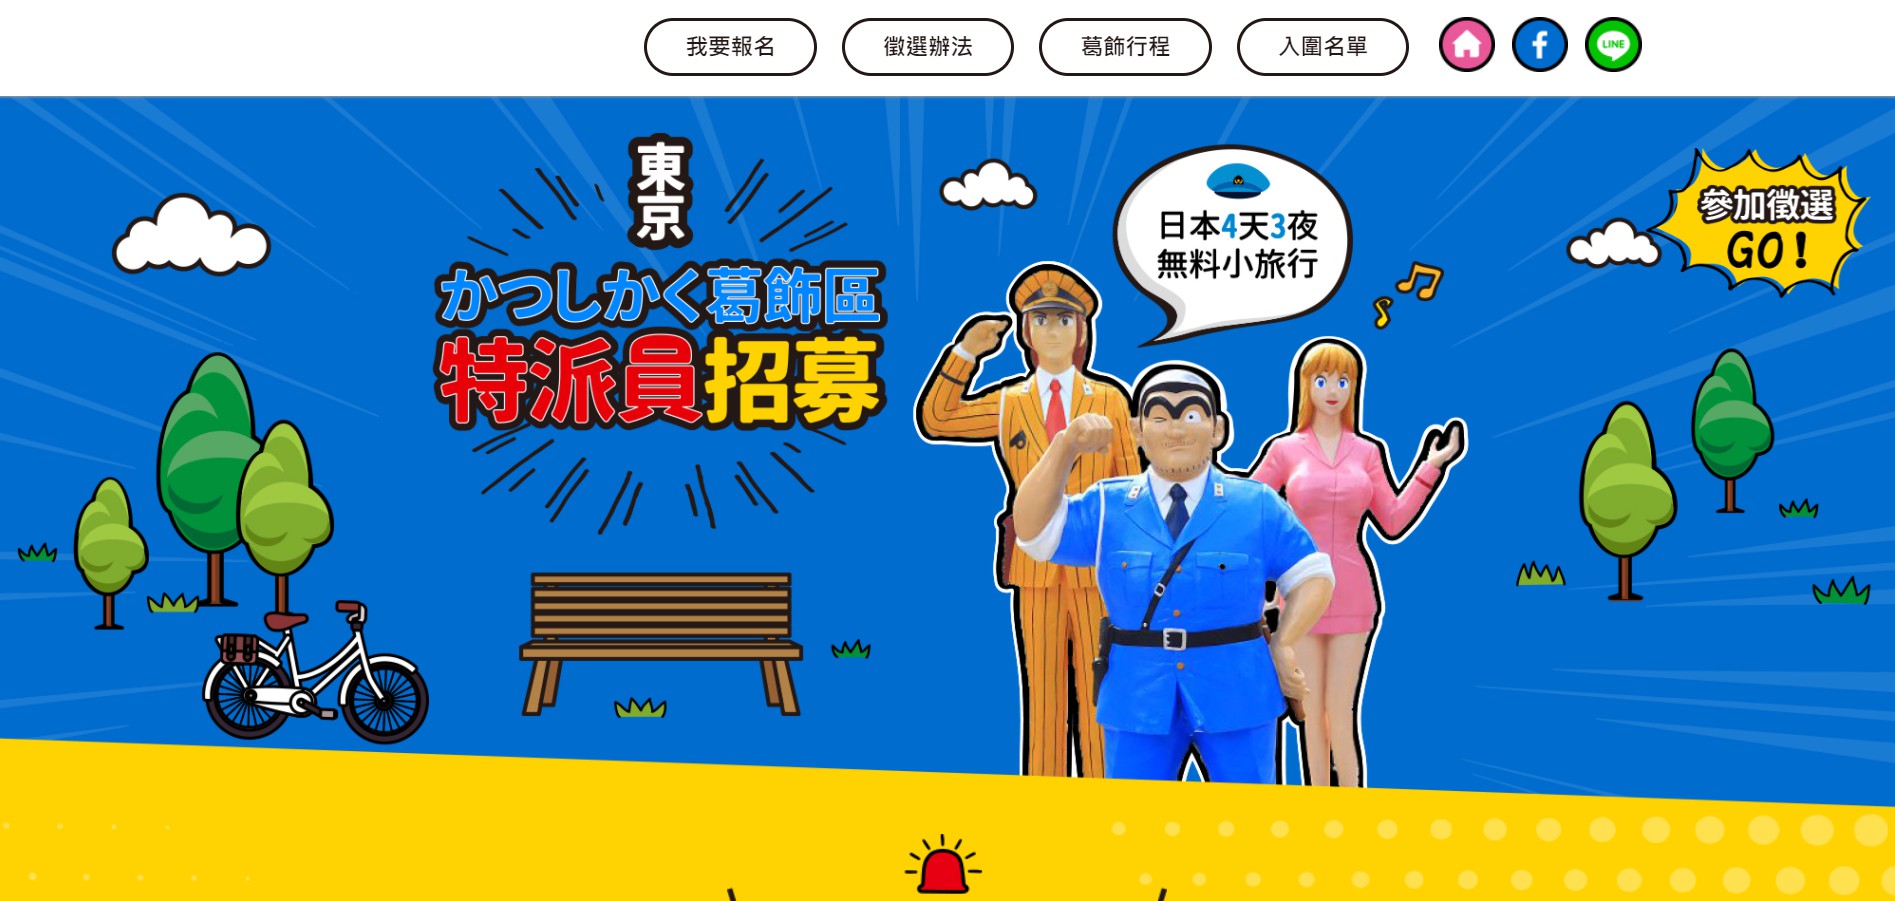 我要報名
徵選辦法
葛飾行程
入圍名單
LINE
東京
かつしかく葛飾區
特派員招募
日本4天3夜
無料小旅行
參加徵選
GO！